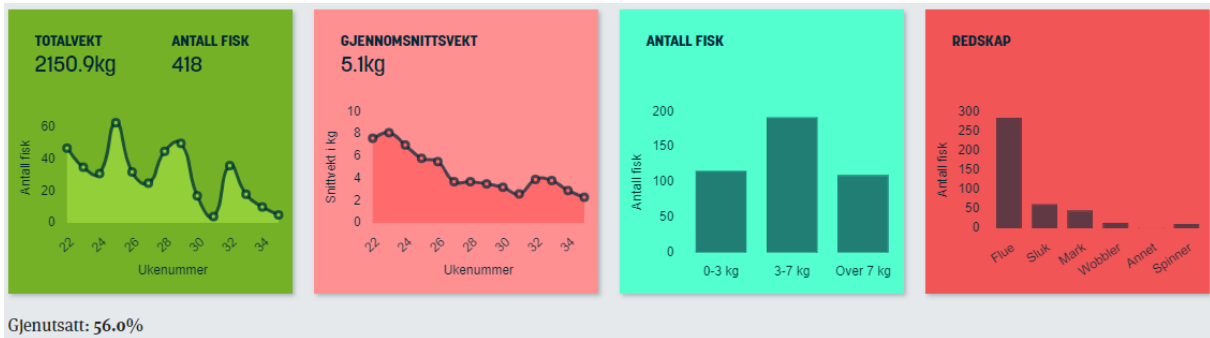 TOTALVEKT
2150.9kg
ANTALL FISK
418
60
40
20
0
Antall fisk
22
24
26
28
30
32
34
Ukenummer
GJENNOMSNITTSVEKT
5.1kg
10
8
6
4
2
0
Snittvekt i kg
22
24
26
28
30
32
34
Ukenummer
ANTALL FISK
200
150
100
50
0
Antall fisk
0-3 kg
3-7 kg
Over 7 kg
REDSKAP
300
250
200
150
100
50
0
Antall fisk
Flue
Sluk
Mark
Wobbler
Annet
Spinner
Gjenutsatt: 56.0%